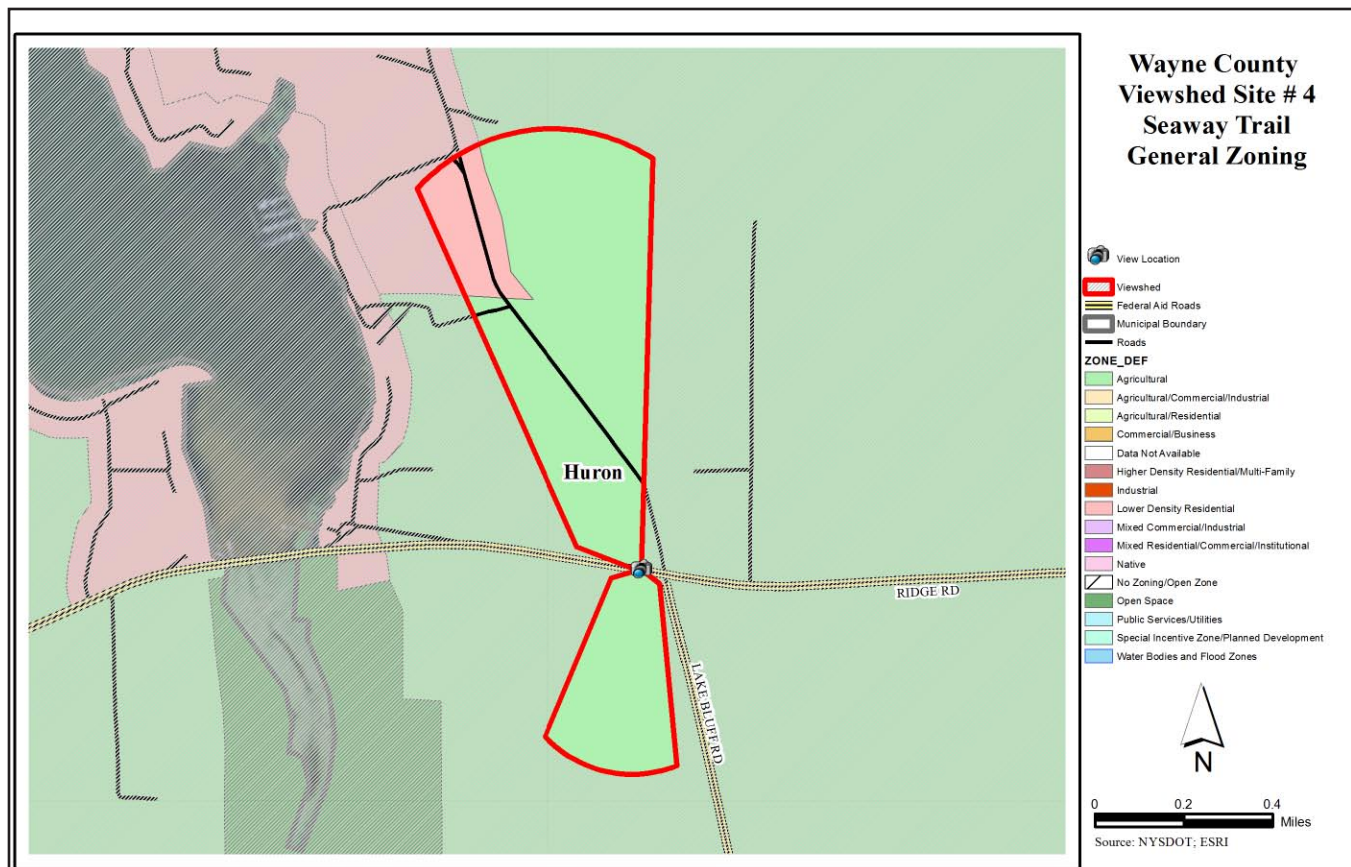 Wayne County
Viewshed Site # 4
Seaway Trail
General Zoning
View Location
Viewshed
Federal Aid Roads
Municipal Boundary
Roads
ZONE_DEF
Agricultural
Agricultural/Commercial/Industrial
Agricultural/Residential
Commercial/Business
Data Not Available
Higher Density Residential/Multi-Family
Industrial
Lower Density Residential
Mixed Commercial/Industrial
Mixed Residential/Commercial/Institutional
Native
No Zoning/Open Zone
Open Space
Public Services/Utilities
Special Incentive Zone/Planned Development
Water Bodies and Flood Zones
N
0 0.2 0.4
Miles
Source: NYSDOT; ESRI
Huron
RIDGE RD
LAKE BLUFF RD